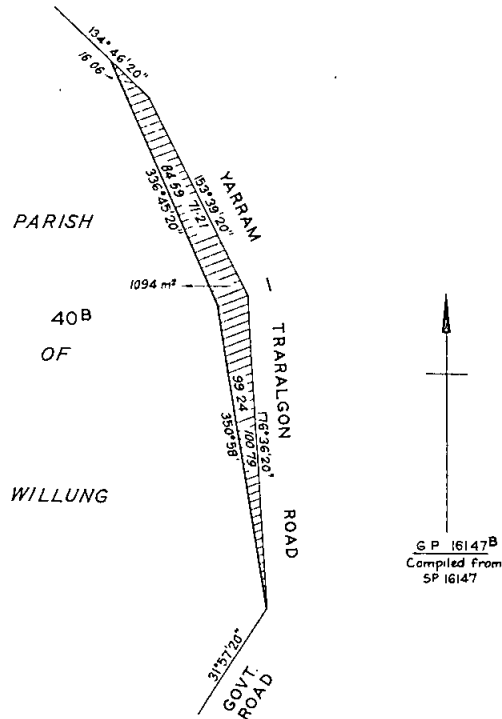 134° 46'20"
16 06
YARRAM
153°39'20"
84 59 71·21
336°45'20"
PARISH
1094 m²
40B
OF
TRARALGON
99 24
176°36'20"
350°58'
100 79
WILLUNG
ROAD
G P 16147B
Compiled from
SP 16147
31°57'20"
GOVT.
ROAD